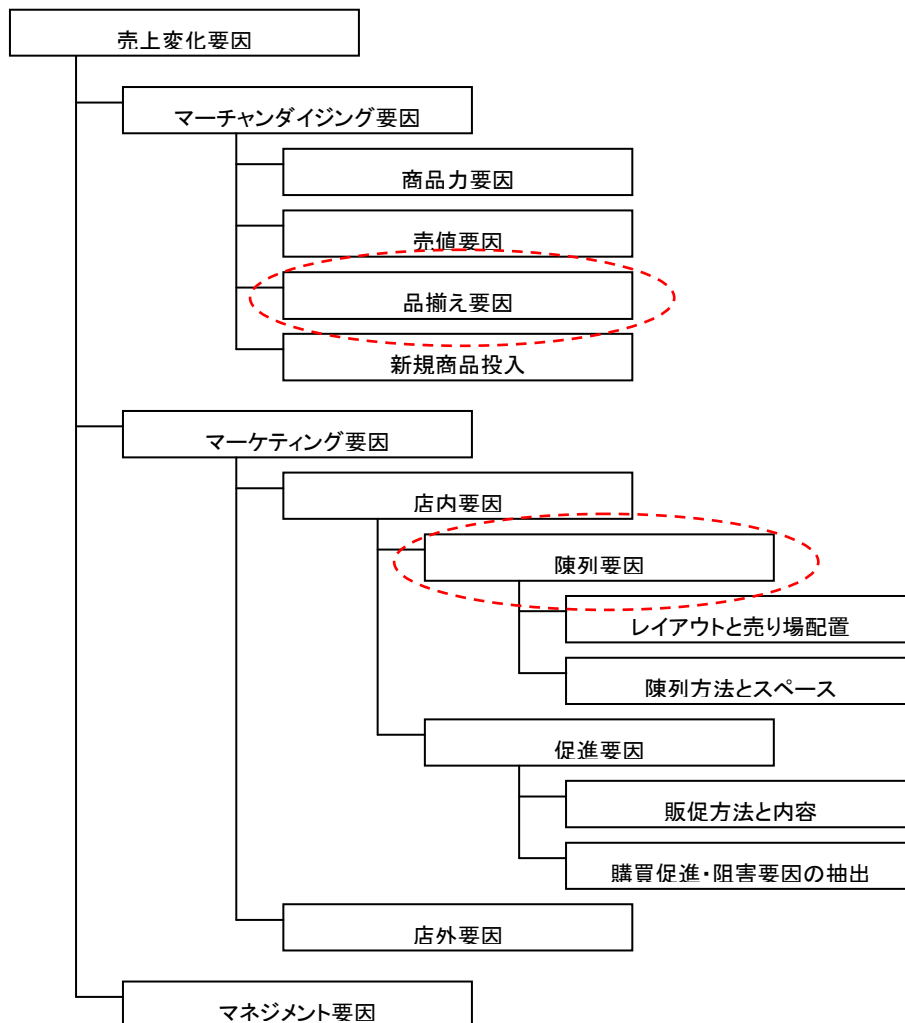 売上変化要因
マーチャンダイジング要因
商品力要因
売値要因
品揃え要因
新規商品投入
マーケティング要因
店内要因
陳列要因
レイアウトと売り場配置
陳列方法とスペース
促進要因
販促方法と内容
購買促進・阻害要因の抽出
店外要因
マネジメント要因